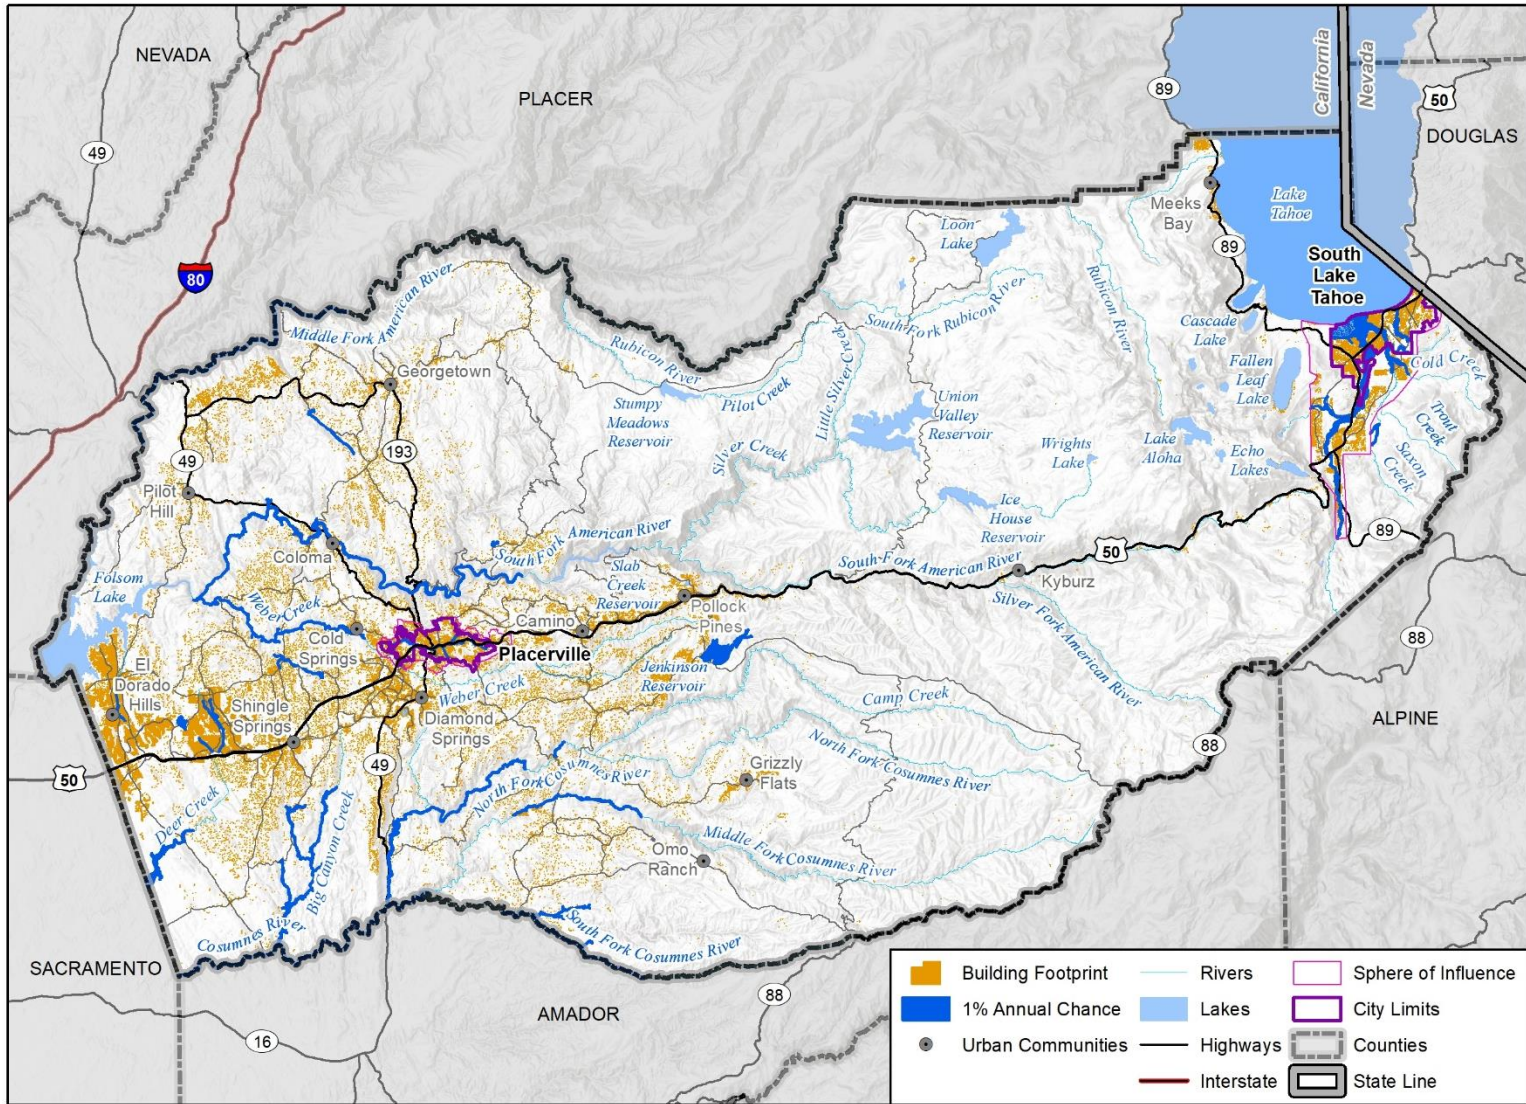 NEVADA
PLACER
California
Nevada
89
50
DOUGLAS
49
80
Lake
Tahoe
Meeks
Bay
89
South
Lake
Tahoe
Loon
Lake
Middle Fork American River
Rubicon River
South Fork Rubicon River
Rubicon River
Cascade
Lake
Fallen
Leaf
Lake
Cold Creek
Trout
Creek
Saxon
Creek
Georgetown
Pilot Creek
Little Silver Creek
Stumpy
Meadows
Reservoir
Union
Valley
Reservoir
Silver Creek
Wrights
Lake
Lake
Aloha
Echo
Lakes
193
49
Pilot
Hill
Ice
House
Reservoir
89
Coloma
South Fork American River
South Fork American River
50
Kyburz
Folsom
Lake
Slab
Creek
Reservoir
Silver Fork American River
Weber Creek
Cold
Springs
Camino
Pollock
Pines
Placerville
88
El
Dorado
Hills
Shingle
Springs
Weber Creek
Jenkinson
Reservoir
Camp Creek
Diamond
Springs
ALPINE
88
50
49
North Fork Cosumnes River
North Fork Cosumnes River
Grizzly
Flats
Deer Creek
Big Canyon Creek
Middle Fork Cosumnes River
Omo
Ranch
Cosumnes River
South Fork Cosumnes River
SACRAMENTO
AMADOR
88
16
Building Footprint
1% Annual Chance
Urban Communities
Rivers
Lakes
Highways
Interstate
Sphere of Influence
City Limits
Counties
State Line